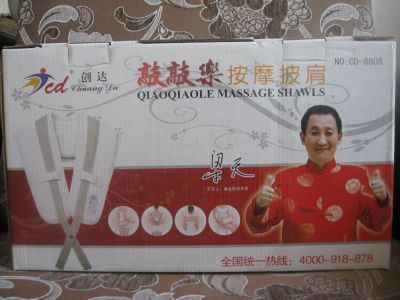 cd® 创达
Chuang Da
敲敲樂按摩披肩
NO.CD-8808
QIAOQIAOLE MASSAGE SHAWLS
梁天
全国统一热线：4000-918-878